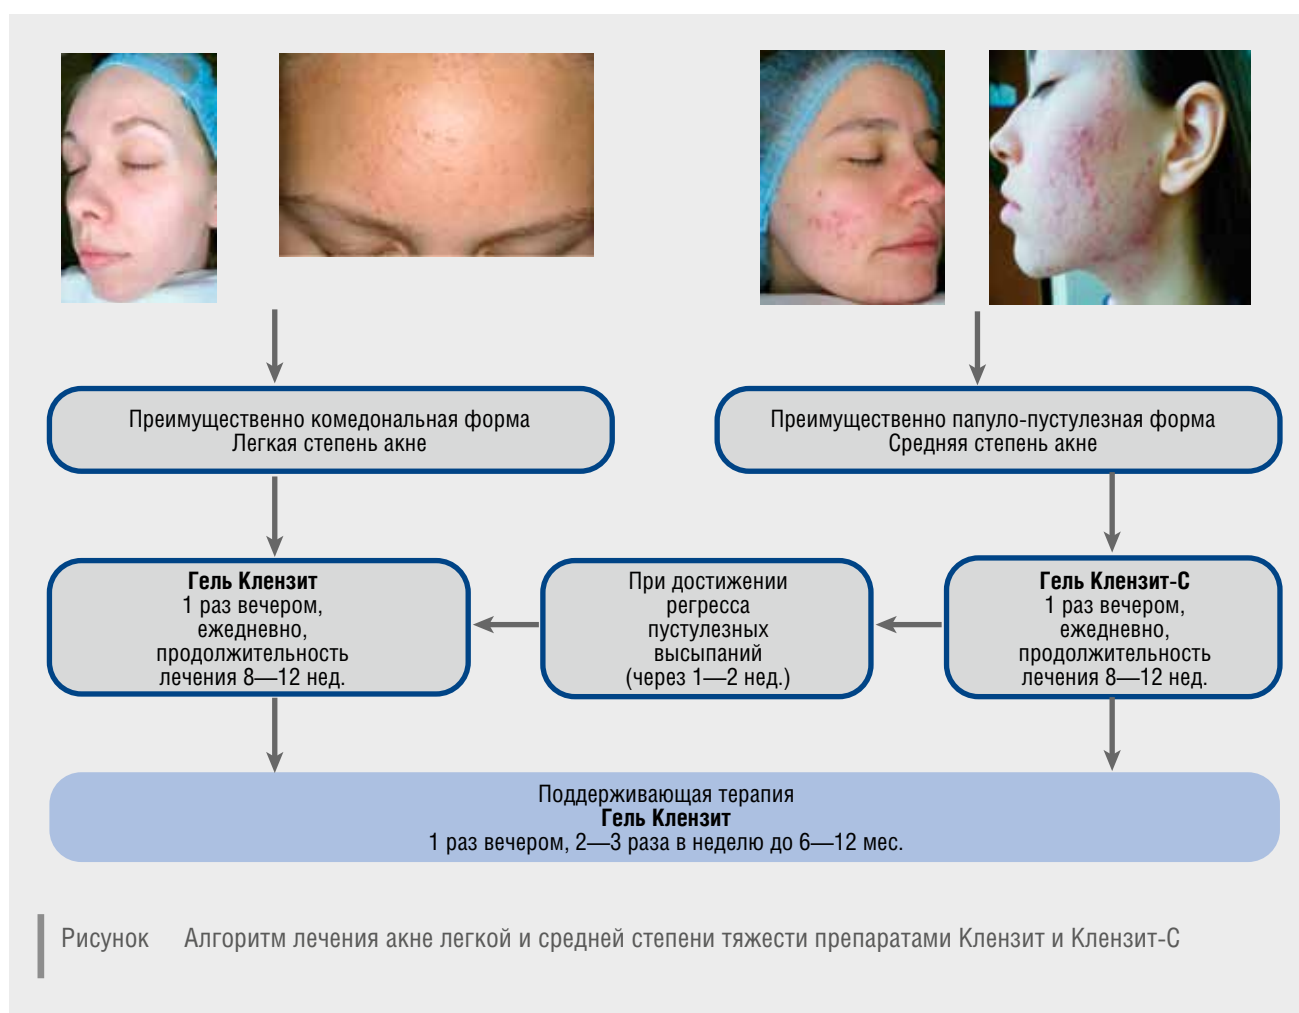 Преимущественно комедональная форма
Легкая степень акне
Преимущественно папуло-пустулезная форма
Средняя степень акне
Гель Клензит
1 раз вечером,
ежедневно,
продолжительность
лечения 8—12 нед.
При достижении
регресса
пустулезных
высыпаний
(через 1—2 нед.)
Гель Клензит-С
1 раз вечером,
ежедневно,
продолжительность
лечения 8—12 нед.
Поддерживающая терапия
Гель Клензит
1 раз вечером, 2—3 раза в неделю до 6—12 мес.
Рисунок Алгоритм лечения акне легкой и средней степени тяжести препаратами Клензит и Клензит-С